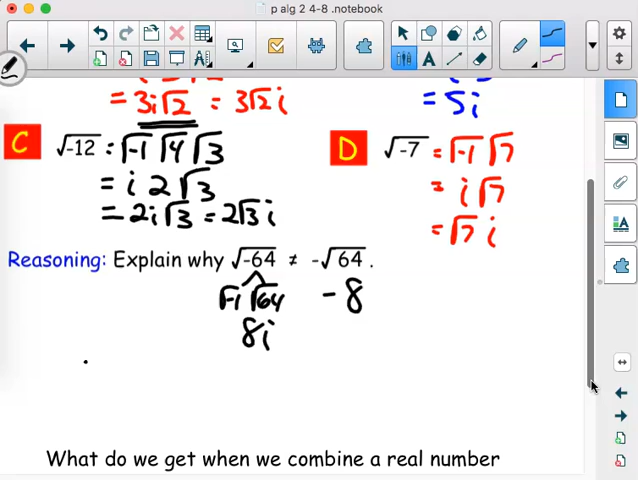 p alg 2 4-8 .notebook
= 3i√2 = 3√2 i
= 5i
C √-12 = √-1 √4 √3
= i 2 √3
= 2i√3 = 2√3 i
D √-7 = √-1 √7
= i √7
= √7 i
Reasoning: Explain why √-64 ≠ -√64.
√-1 √64 -8
8i
What do we get when we combine a real number